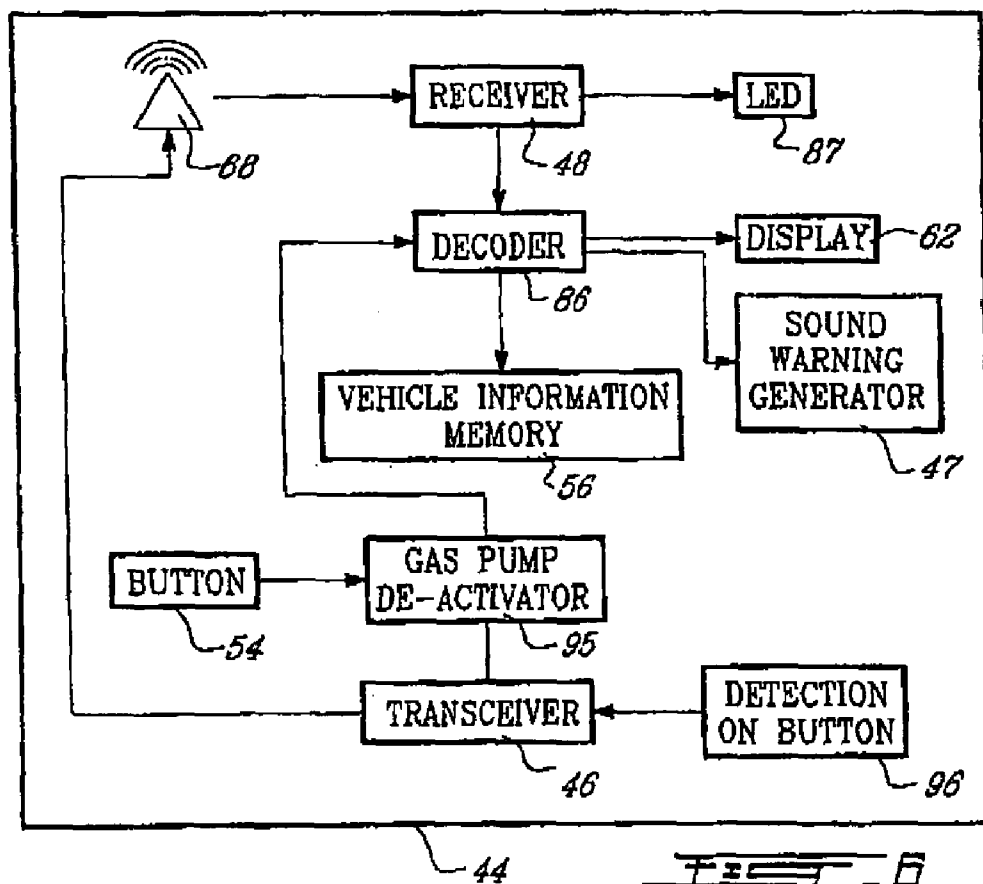 RECEIVER
48
LED
87
68
DECODER
86
DISPLAY
62
SOUND
WARNING
GENERATOR
47
VEHICLE INFORMATION
MEMORY
56
BUTTON
54
GAS PUMP
DE-ACTIVATOR
95
TRANSCEIVER
46
DETECTION
ON BUTTON
96
44